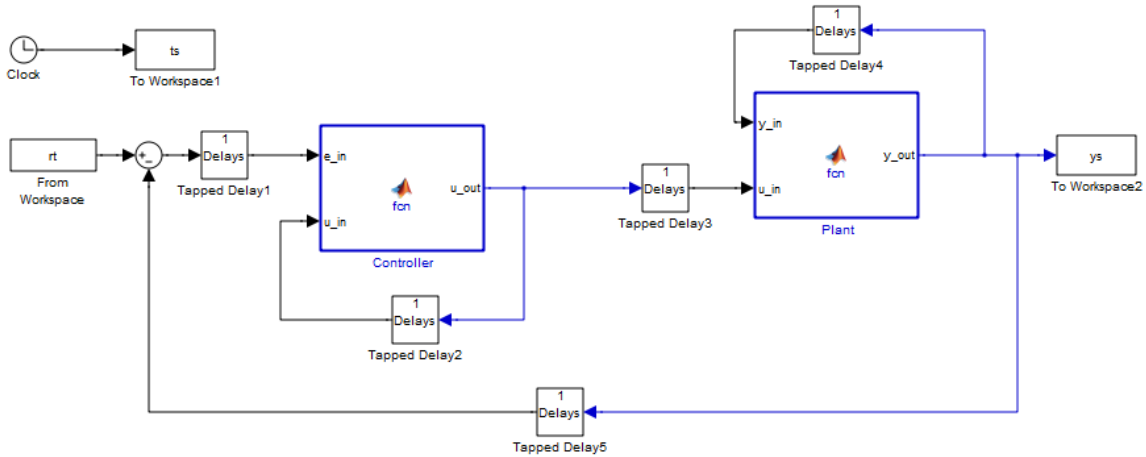 1
Delays
Tapped Delay4
ts
Clock
To Workspace1
rt
From
Workspace
+
-
1
Delays
Tapped Delay1
e_in
u_in
fcn
u_out
Controller
1
Delays
Tapped Delay2
1
Delays
Tapped Delay3
y_in
u_in
fcn
y_out
Plant
ys
To Workspace2
1
Delays
Tapped Delay5